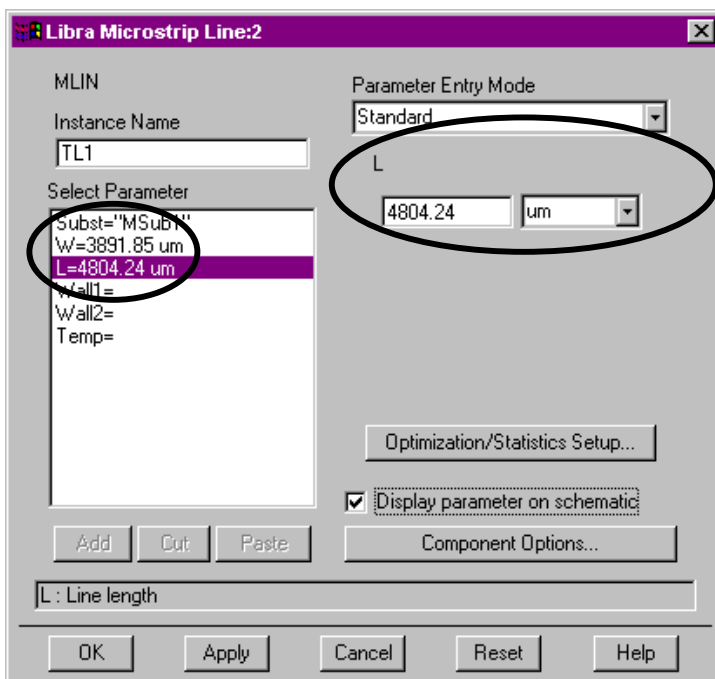 Libra Microstrip Line:2
MLIN
Instance Name
TL1
Select Parameter
Subst="MSub1"
W=3891.85 um
L=4804.24 um
Wall1=
Wall2=
Temp=
Add
Cut
Paste
Parameter Entry Mode
Standard
L
4804.24
um
Optimization/Statistics Setup...
Display parameter on schematic
Component Options...
L : Line length
OK
Apply
Cancel
Reset
Help